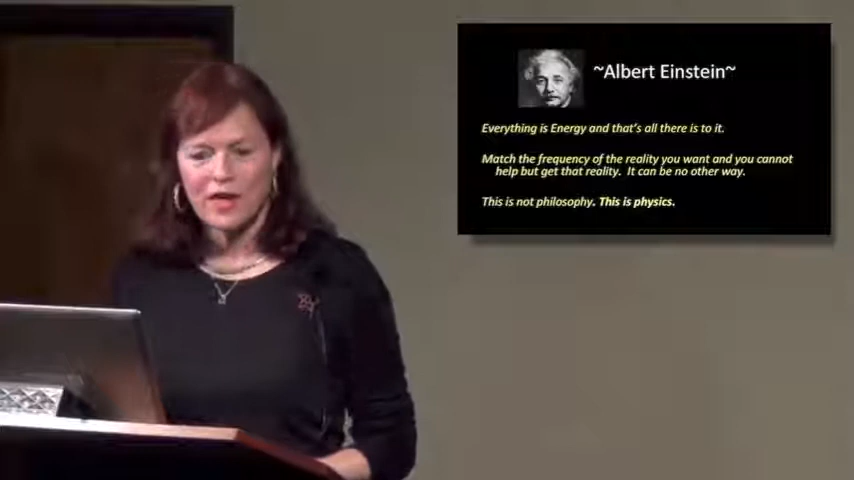 ~Albert Einstein~
Everything is Energy and that's all there is to it.
Match the frequency of the reality you want and you cannot
help but get that reality. It can be no other way.
This is not philosophy. This is physics.